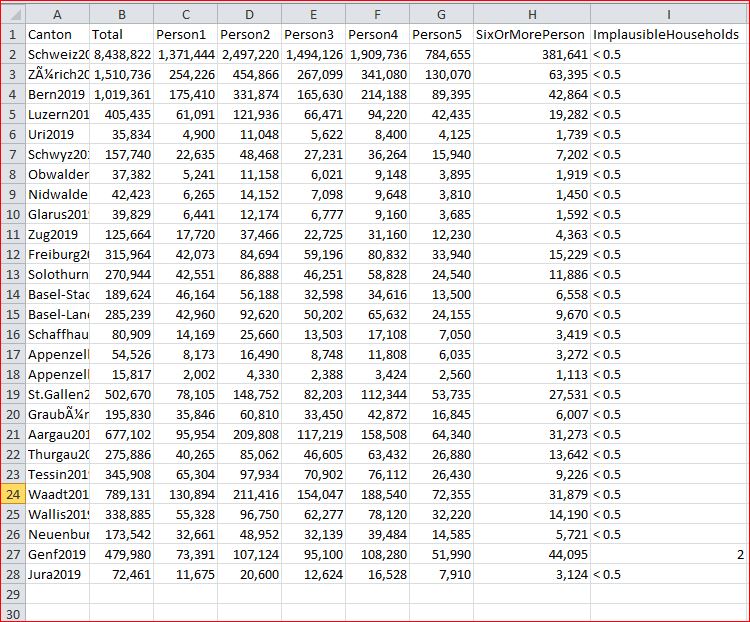 A B C D E F G H I
1 Canton Total Person1 Person2 Person3 Person4 Person5 SixOrMorePerson ImplausibleHouseholds
2 Schweiz20 8,438,822 1,371,444 2,497,220 1,494,126 1,909,736 784,655 381,641 < 0.5
3 ZÃ¼rich20 1,510,736 254,226 454,866 267,099 341,080 130,070 63,395 < 0.5
4 Bern2019 1,019,361 175,410 331,874 165,630 214,188 89,395 42,864 < 0.5
5 Luzern201 405,435 61,091 121,936 66,471 94,220 42,435 19,282 < 0.5
6 Uri2019 35,834 4,900 11,048 5,622 8,400 4,125 1,739 < 0.5
7 Schwyz201 157,740 22,635 48,468 27,231 36,264 15,940 7,202 < 0.5
8 Obwalden 37,382 5,241 11,158 6,021 9,148 3,895 1,919 < 0.5
9 Nidwalde 42,423 6,265 14,152 7,098 9,648 3,810 1,450 < 0.5
10 Glarus2019 39,829 6,441 12,174 6,777 9,160 3,685 1,592 < 0.5
11 Zug2019 125,664 17,720 37,466 22,725 31,160 12,230 4,363 < 0.5
12 Freiburg20 315,964 42,073 84,694 59,196 80,832 33,940 15,229 < 0.5
13 Solothurn 270,944 42,551 86,888 46,251 58,828 24,540 11,886 < 0.5
14 Basel-Stad 189,624 46,164 56,188 32,598 34,616 13,500 6,558 < 0.5
15 Basel-Lan 285,239 42,960 92,620 50,202 65,632 24,155 9,670 < 0.5
16 Schaffhau 80,909 14,169 25,660 13,503 17,108 7,050 3,419 < 0.5
17 Appenzell 54,526 8,173 16,490 8,748 11,808 6,035 3,272 < 0.5
18 Appenzell 15,817 2,002 4,330 2,388 3,424 2,560 1,113 < 0.5
19 St.Gallen2 502,670 78,105 148,752 82,203 112,344 53,735 27,531 < 0.5
20 GraubÃ¼r 195,830 35,846 60,810 33,450 42,872 16,845 6,007 < 0.5
21 Aargau201 677,102 95,954 209,808 117,219 158,508 64,340 31,273 < 0.5
22 Thurgau20 275,886 40,265 85,062 46,605 63,432 26,880 13,642 < 0.5
23 Tessin2019 345,908 65,304 97,934 70,902 76,112 26,430 9,226 < 0.5
24 Waadt201 789,131 130,894 211,416 154,047 188,540 72,355 31,879 < 0.5
25 Wallis2019 338,885 55,328 96,750 62,277 78,120 32,220 14,190 < 0.5
26 Neuenbur 173,542 32,661 48,952 32,139 39,484 14,585 5,721 < 0.5
27 Genf2019 479,980 73,391 107,124 95,100 108,280 51,990 44,095 2
28 Jura2019 72,461 11,675 20,600 12,624 16,528 7,910 3,124 < 0.5
29
30